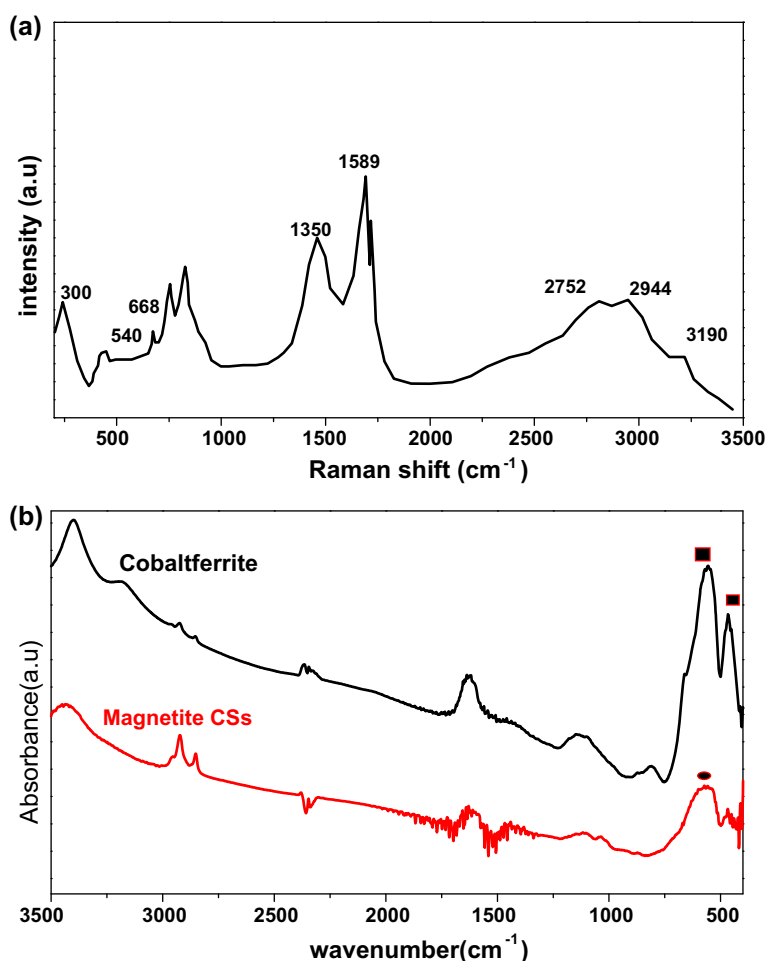 (a)
intensity (a.u)
300
540
668
1350
1589
2752
2944
3190
500 1000 1500 2000 2500 3000 3500
Raman shift (cm-1)
(b)
Absorbance(a.u)
Cobaltferrite
Magnetite CSs
3500 3000 2500 2000 1500 1000 500
wavenumber(cm-1)